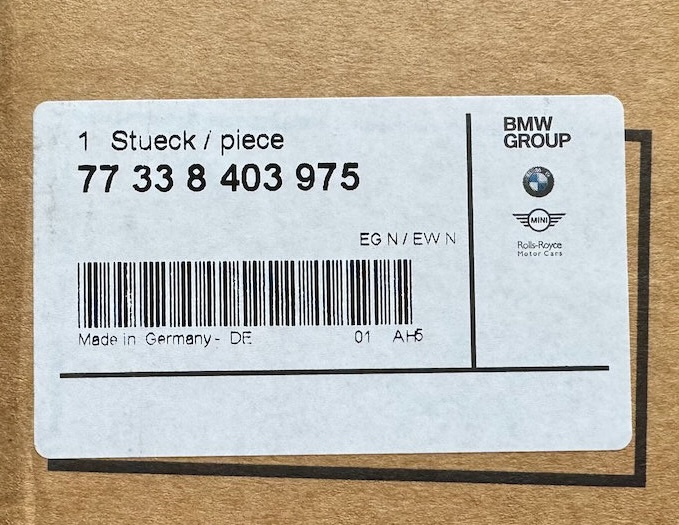 1 Stueck / piece
77 33 8 403 975
EG N / EW N
Made in Germany - DE 01 AH5
BMW
GROUP
MINI
Rolls-Royce
Motor Cars